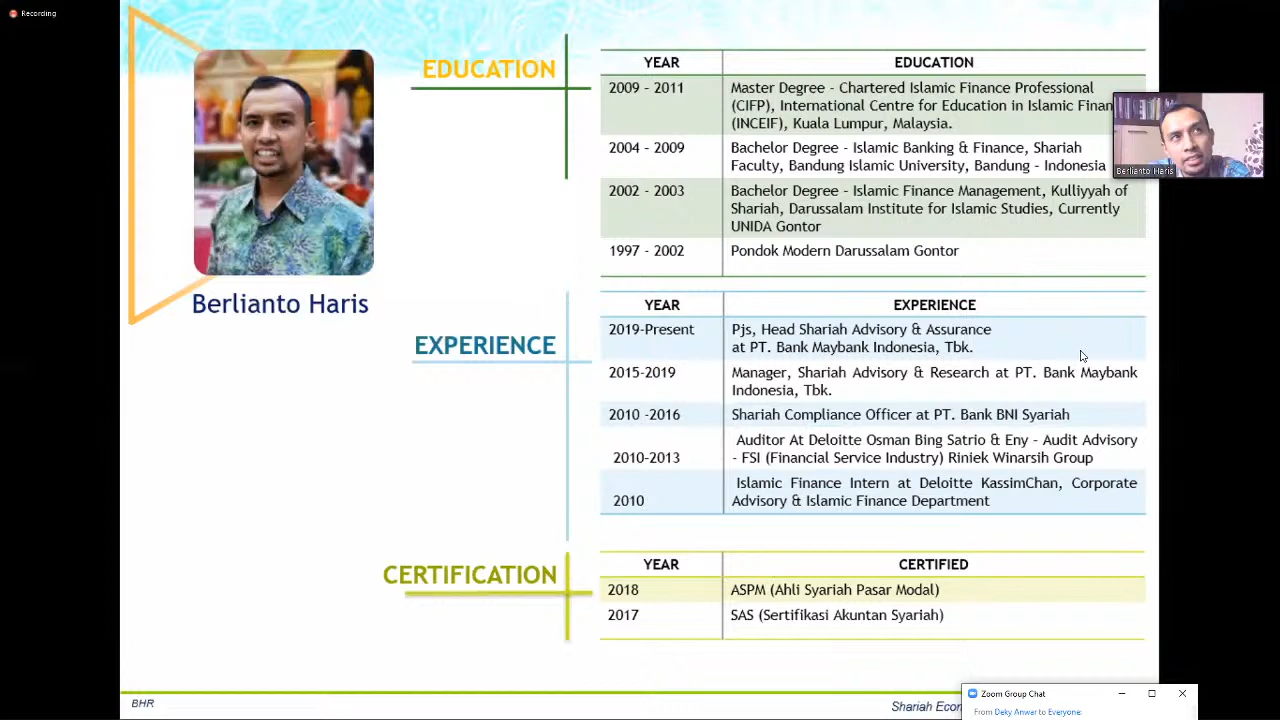 Recording
EDUCATION
YEAR EDUCATION
2009 - 2011 Master Degree - Chartered Islamic Finance Professional
(CIFP), International Centre for Education in Islamic Finan
(INCEIF), Kuala Lumpur, Malaysia.
2004 - 2009 Bachelor Degree - Islamic Banking & Finance, Shariah
Faculty, Bandung Islamic University, Bandung - Indonesia
2002 - 2003 Bachelor Degree - Islamic Finance Management, Kulliyyah of
Shariah, Darussalam Institute for Islamic Studies, Currently
UNIDA Gontor
1997 - 2002 Pondok Modern Darussalam Gontor
Berlianto Haris
Berlianto Haris
EXPERIENCE
YEAR EXPERIENCE
2019-Present Pjs, Head Shariah Advisory & Assurance
at PT. Bank Maybank Indonesia, Tbk.
2015-2019 Manager, Shariah Advisory & Research at PT. Bank Maybank
Indonesia, Tbk.
2010 -2016 Shariah Compliance Officer at PT. Bank BNI Syariah
Auditor At Deloitte Osman Bing Satrio & Eny - Audit Advisory
2010-2013 - FSI (Financial Service Industry) Riniek Winarsih Group
Islamic Finance Intern at Deloitte KassimChan, Corporate
2010 Advisory & Islamic Finance Department
CERTIFICATION
YEAR CERTIFIED
2018 ASPM (Ahli Syariah Pasar Modal)
2017 SAS (Sertifikasi Akuntan Syariah)
BHR
Shariah Econ
Zoom Group Chat
From Deky Anwar to Everyone: